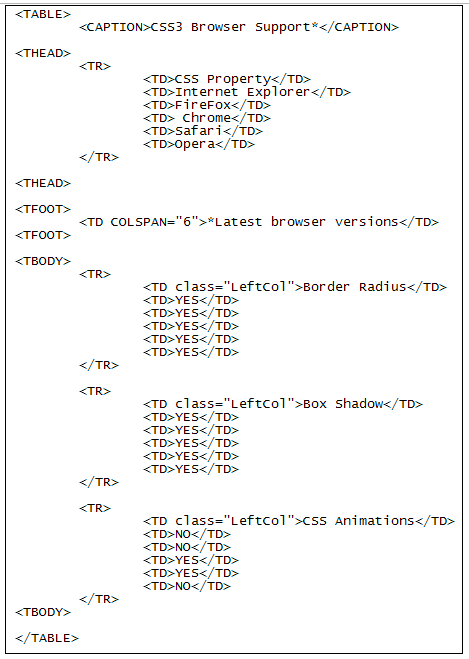 <TABLE>
<CAPTION>CSS3 Browser Support*</CAPTION>
<THEAD>
<TR>
<TD>CSS Property</TD>
<TD>Internet Explorer</TD>
<TD>FireFox</TD>
<TD> Chrome</TD>
<TD>Safari</TD>
<TD>Opera</TD>
</TR>
<THEAD>
<TFOOT>
<TD COLSPAN="6">*Latest browser versions</TD>
<TFOOT>
<TBODY>
<TR>
<TD class="LeftCol">Border Radius</TD>
<TD>YES</TD>
<TD>YES</TD>
<TD>YES</TD>
<TD>YES</TD>
<TD>YES</TD>
</TR>
<TR>
<TD class="LeftCol">Box Shadow</TD>
<TD>YES</TD>
<TD>YES</TD>
<TD>YES</TD>
<TD>YES</TD>
<TD>YES</TD>
</TR>
<TR>
<TD class="LeftCol">CSS Animations</TD>
<TD>NO</TD>
<TD>NO</TD>
<TD>YES</TD>
<TD>YES</TD>
<TD>NO</TD>
</TR>
<TBODY>
</TABLE>